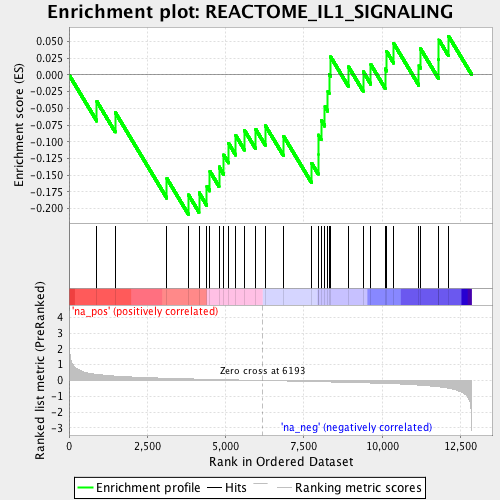 Enrichment plot: REACTOME_IL1_SIGNALING
Enrichment score (ES)
0.050
0.025
0.000
-0.025
-0.050
-0.075
-0.100
-0.125
-0.150
-0.175
-0.200
'na_pos' (positively correlated)
Ranked list metric (PreRanked)
4
3
2
1
0
-1
-2
-3
Zero cross at 6193
'na_neg' (negatively correlated)
0 2,500 5,000 7,500 10,000 12,500
Rank in Ordered Dataset
Enrichment profile Hits Ranking metric scores